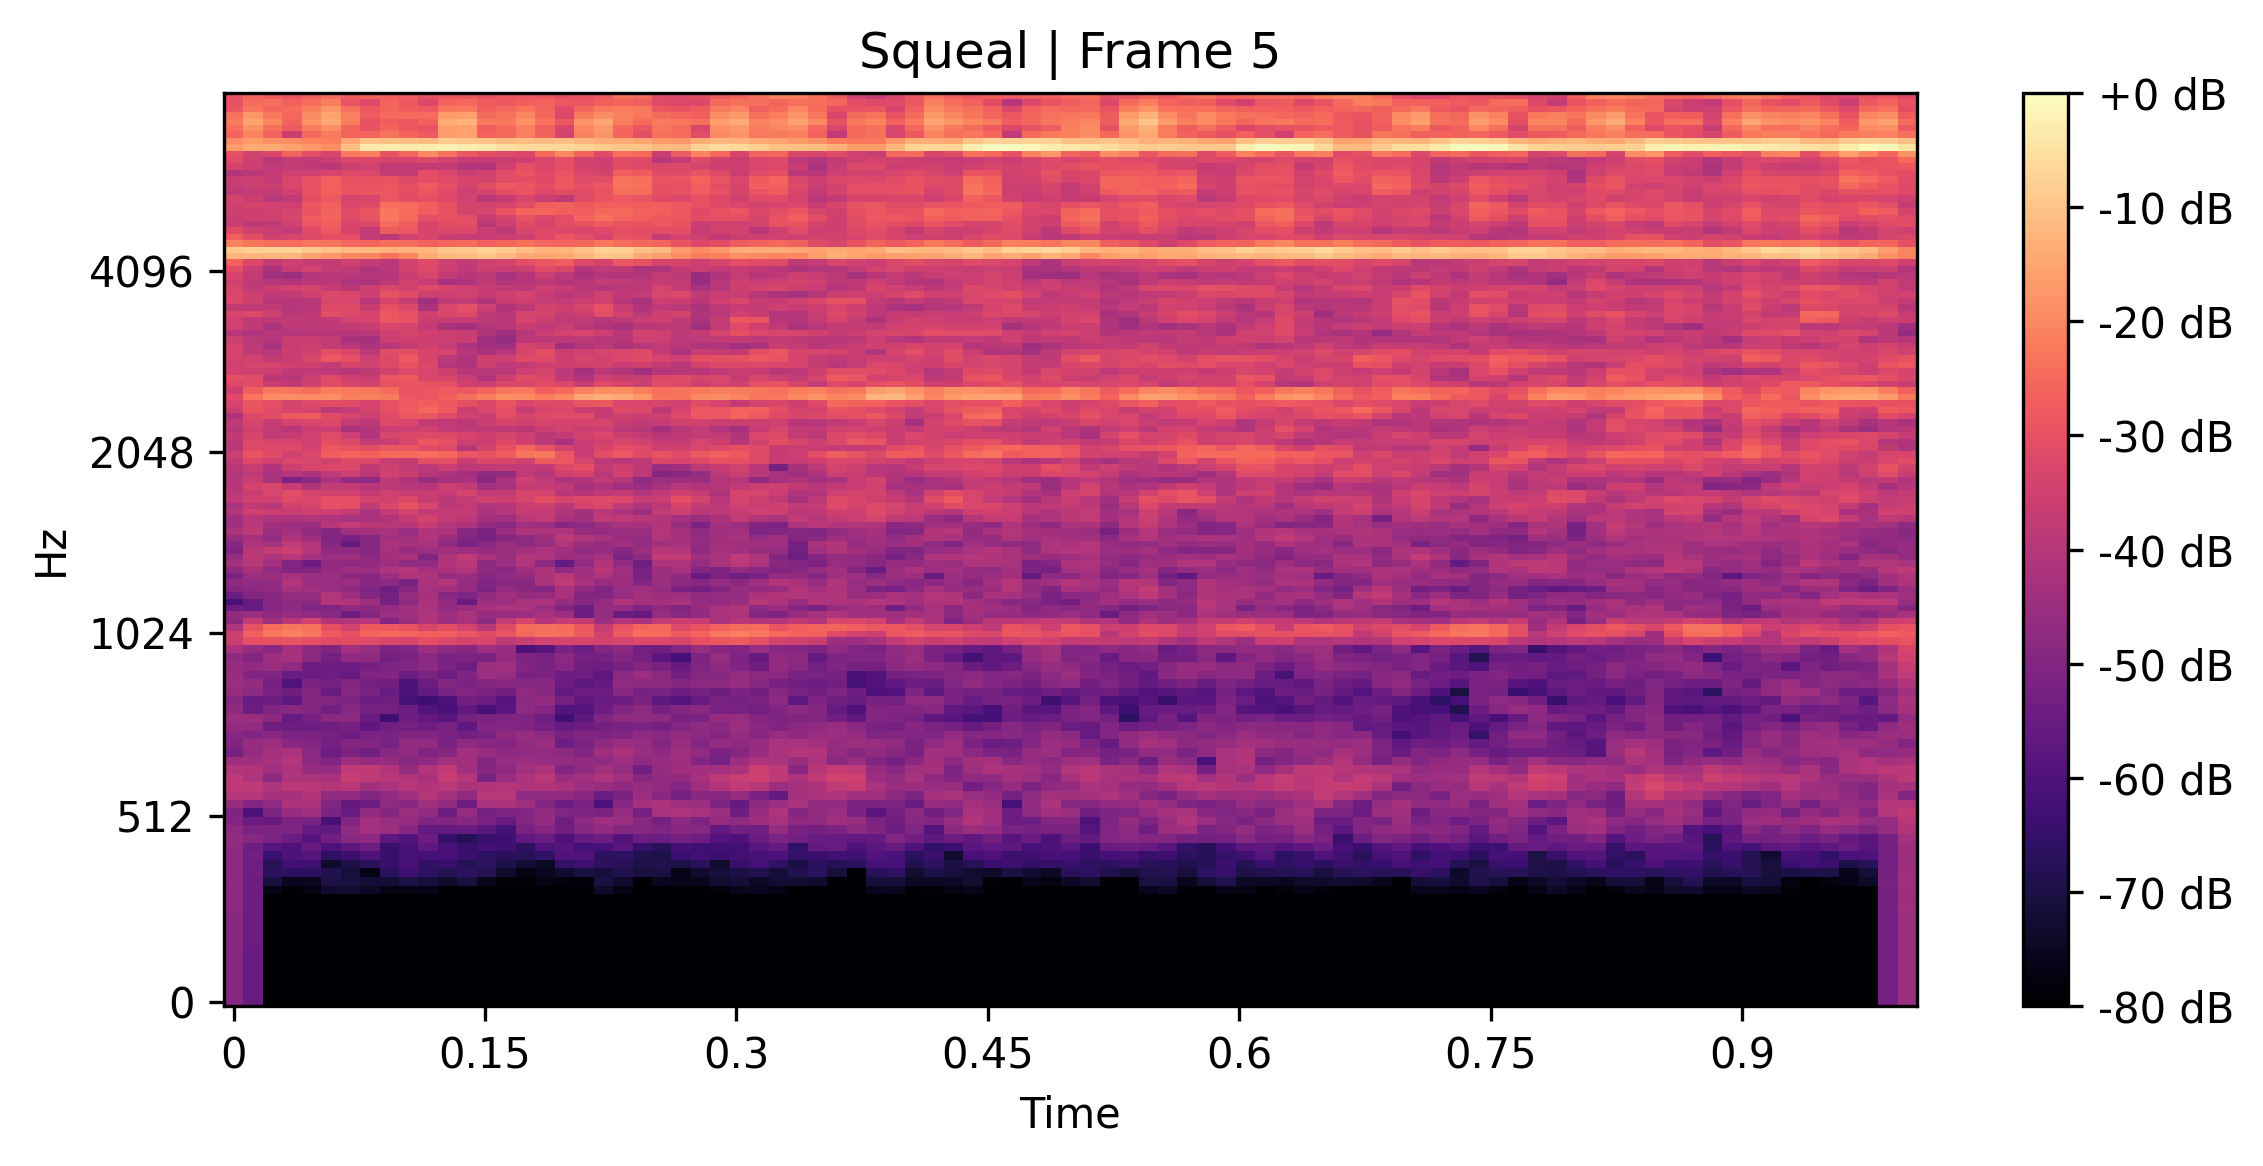 Squeal | Frame 5
+0 dB
-10 dB
-20 dB
-30 dB
-40 dB
-50 dB
-60 dB
-70 dB
-80 dB
Hz
4096
2048
1024
512
0
0 0.15 0.3 0.45 0.6 0.75 0.9
Time